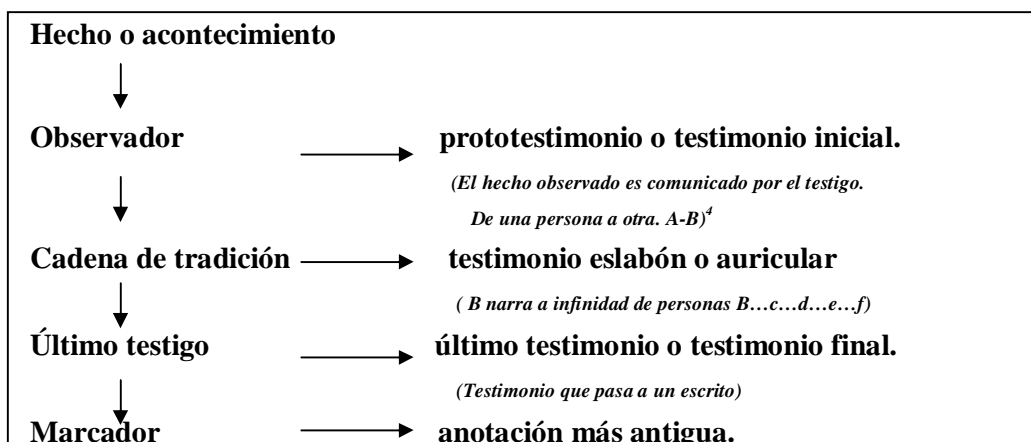 Hecho o acontecimiento
Observador prototestimonio o testimonio inicial.
(El hecho observado es comunicado por el testigo.
De una persona a otra. A-B)4
Cadena de tradición testimonio eslabón o auricular
( B narra a infinidad de personas B…c…d…e…f)
Último testigo último testimonio o testimonio final.
(Testimonio que pasa a un escrito)
Marcador anotación más antigua.